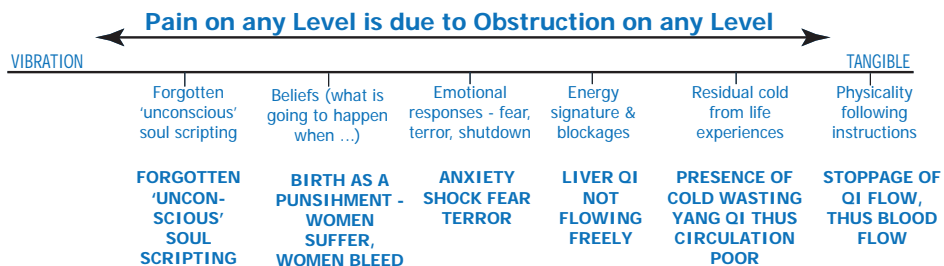 Pain on any Level is due to Obstruction on any Level
VIBRATION
TANGIBLE
Forgotten
'unconscious'
soul scripting
Beliefs (what is
going to happen
when ...)
Emotional
responses - fear,
terror, shutdown
Energy
signature &
blockages
Residual cold
from life
experiences
Physicality
following
instructions
FORGOTTEN
'UNCON-
SCIOUS'
SOUL
SCRIPTING
BIRTH AS A
PUNSIHMENT -
WOMEN
SUFFER,
WOMEN BLEED
ANXIETY
SHOCK FEAR
TERROR
LIVER QI
NOT
FLOWING
FREELY
PRESENCE OF
COLD WASTING
YANG QI THUS
CIRCULATION
POOR
STOPPAGE OF
QI FLOW,
THUS BLOOD
FLOW